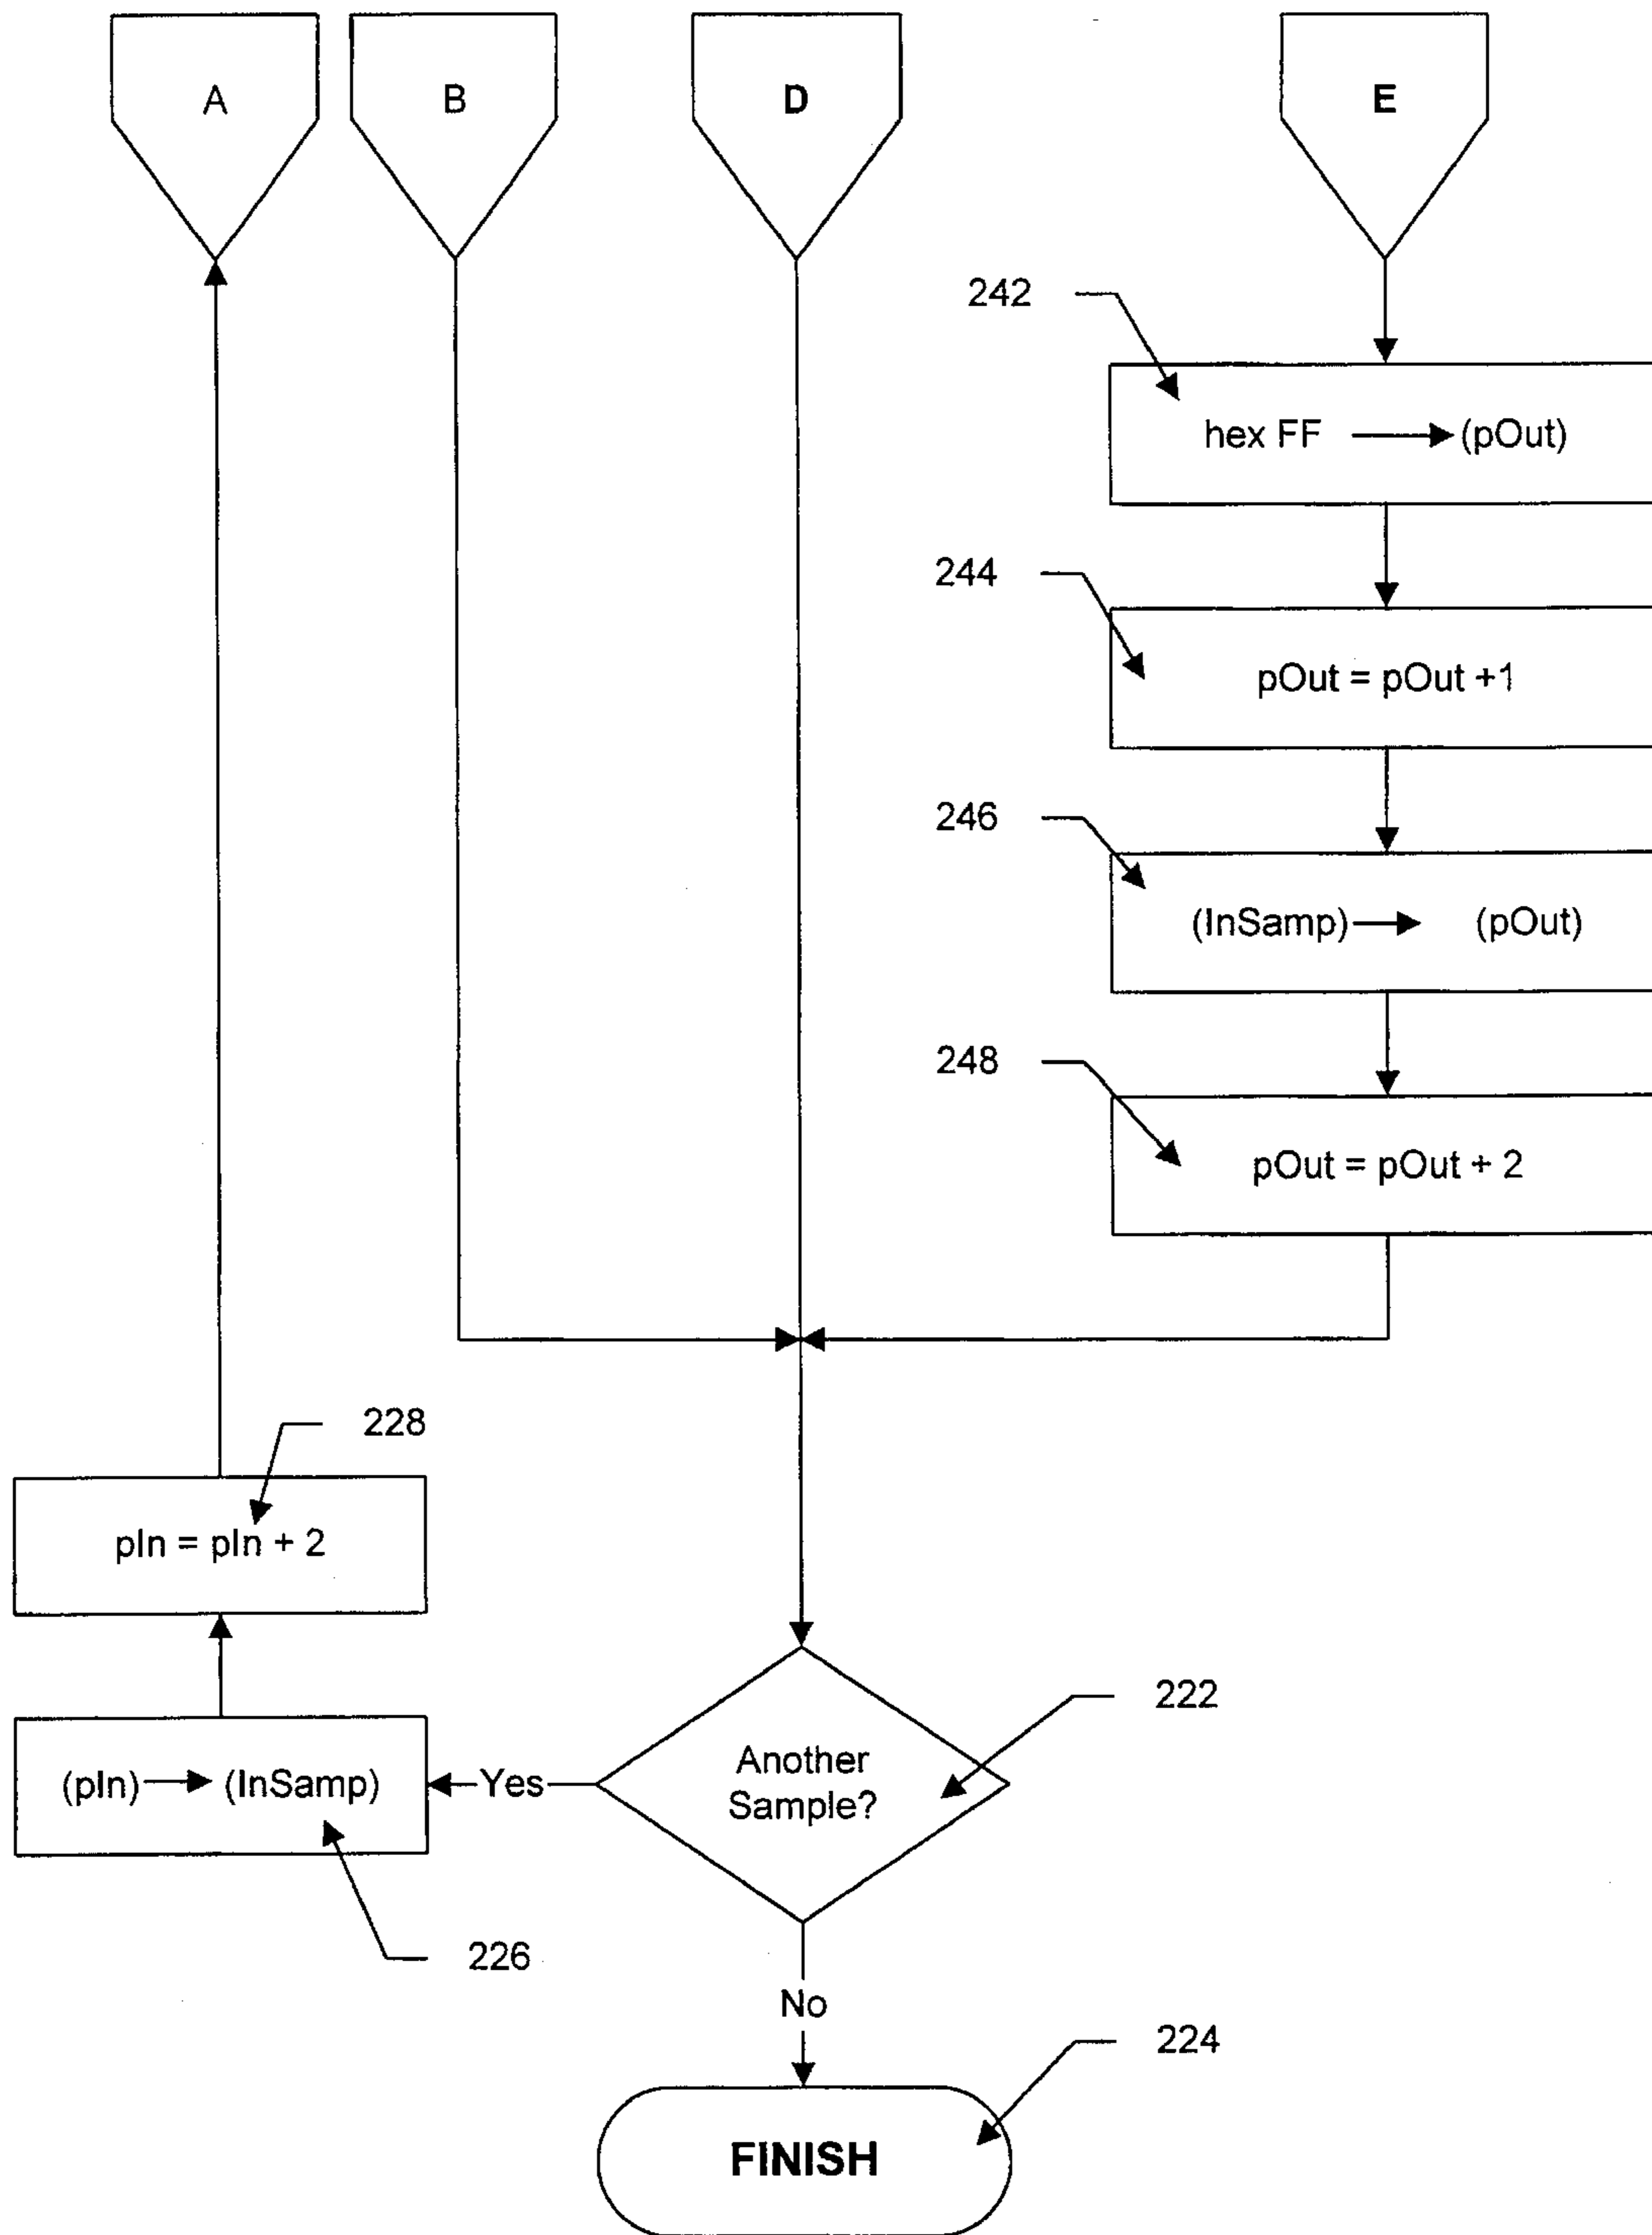 A
B
D
E
242
hex FF (pOut)
244
pOut = pOut +1
246
(InSamp) (pOut)
248
pOut = pOut + 2
228
pIn = pIn + 2
222
Another
Sample?
(pIn) (InSamp)
Yes
226
No
224
FINISH